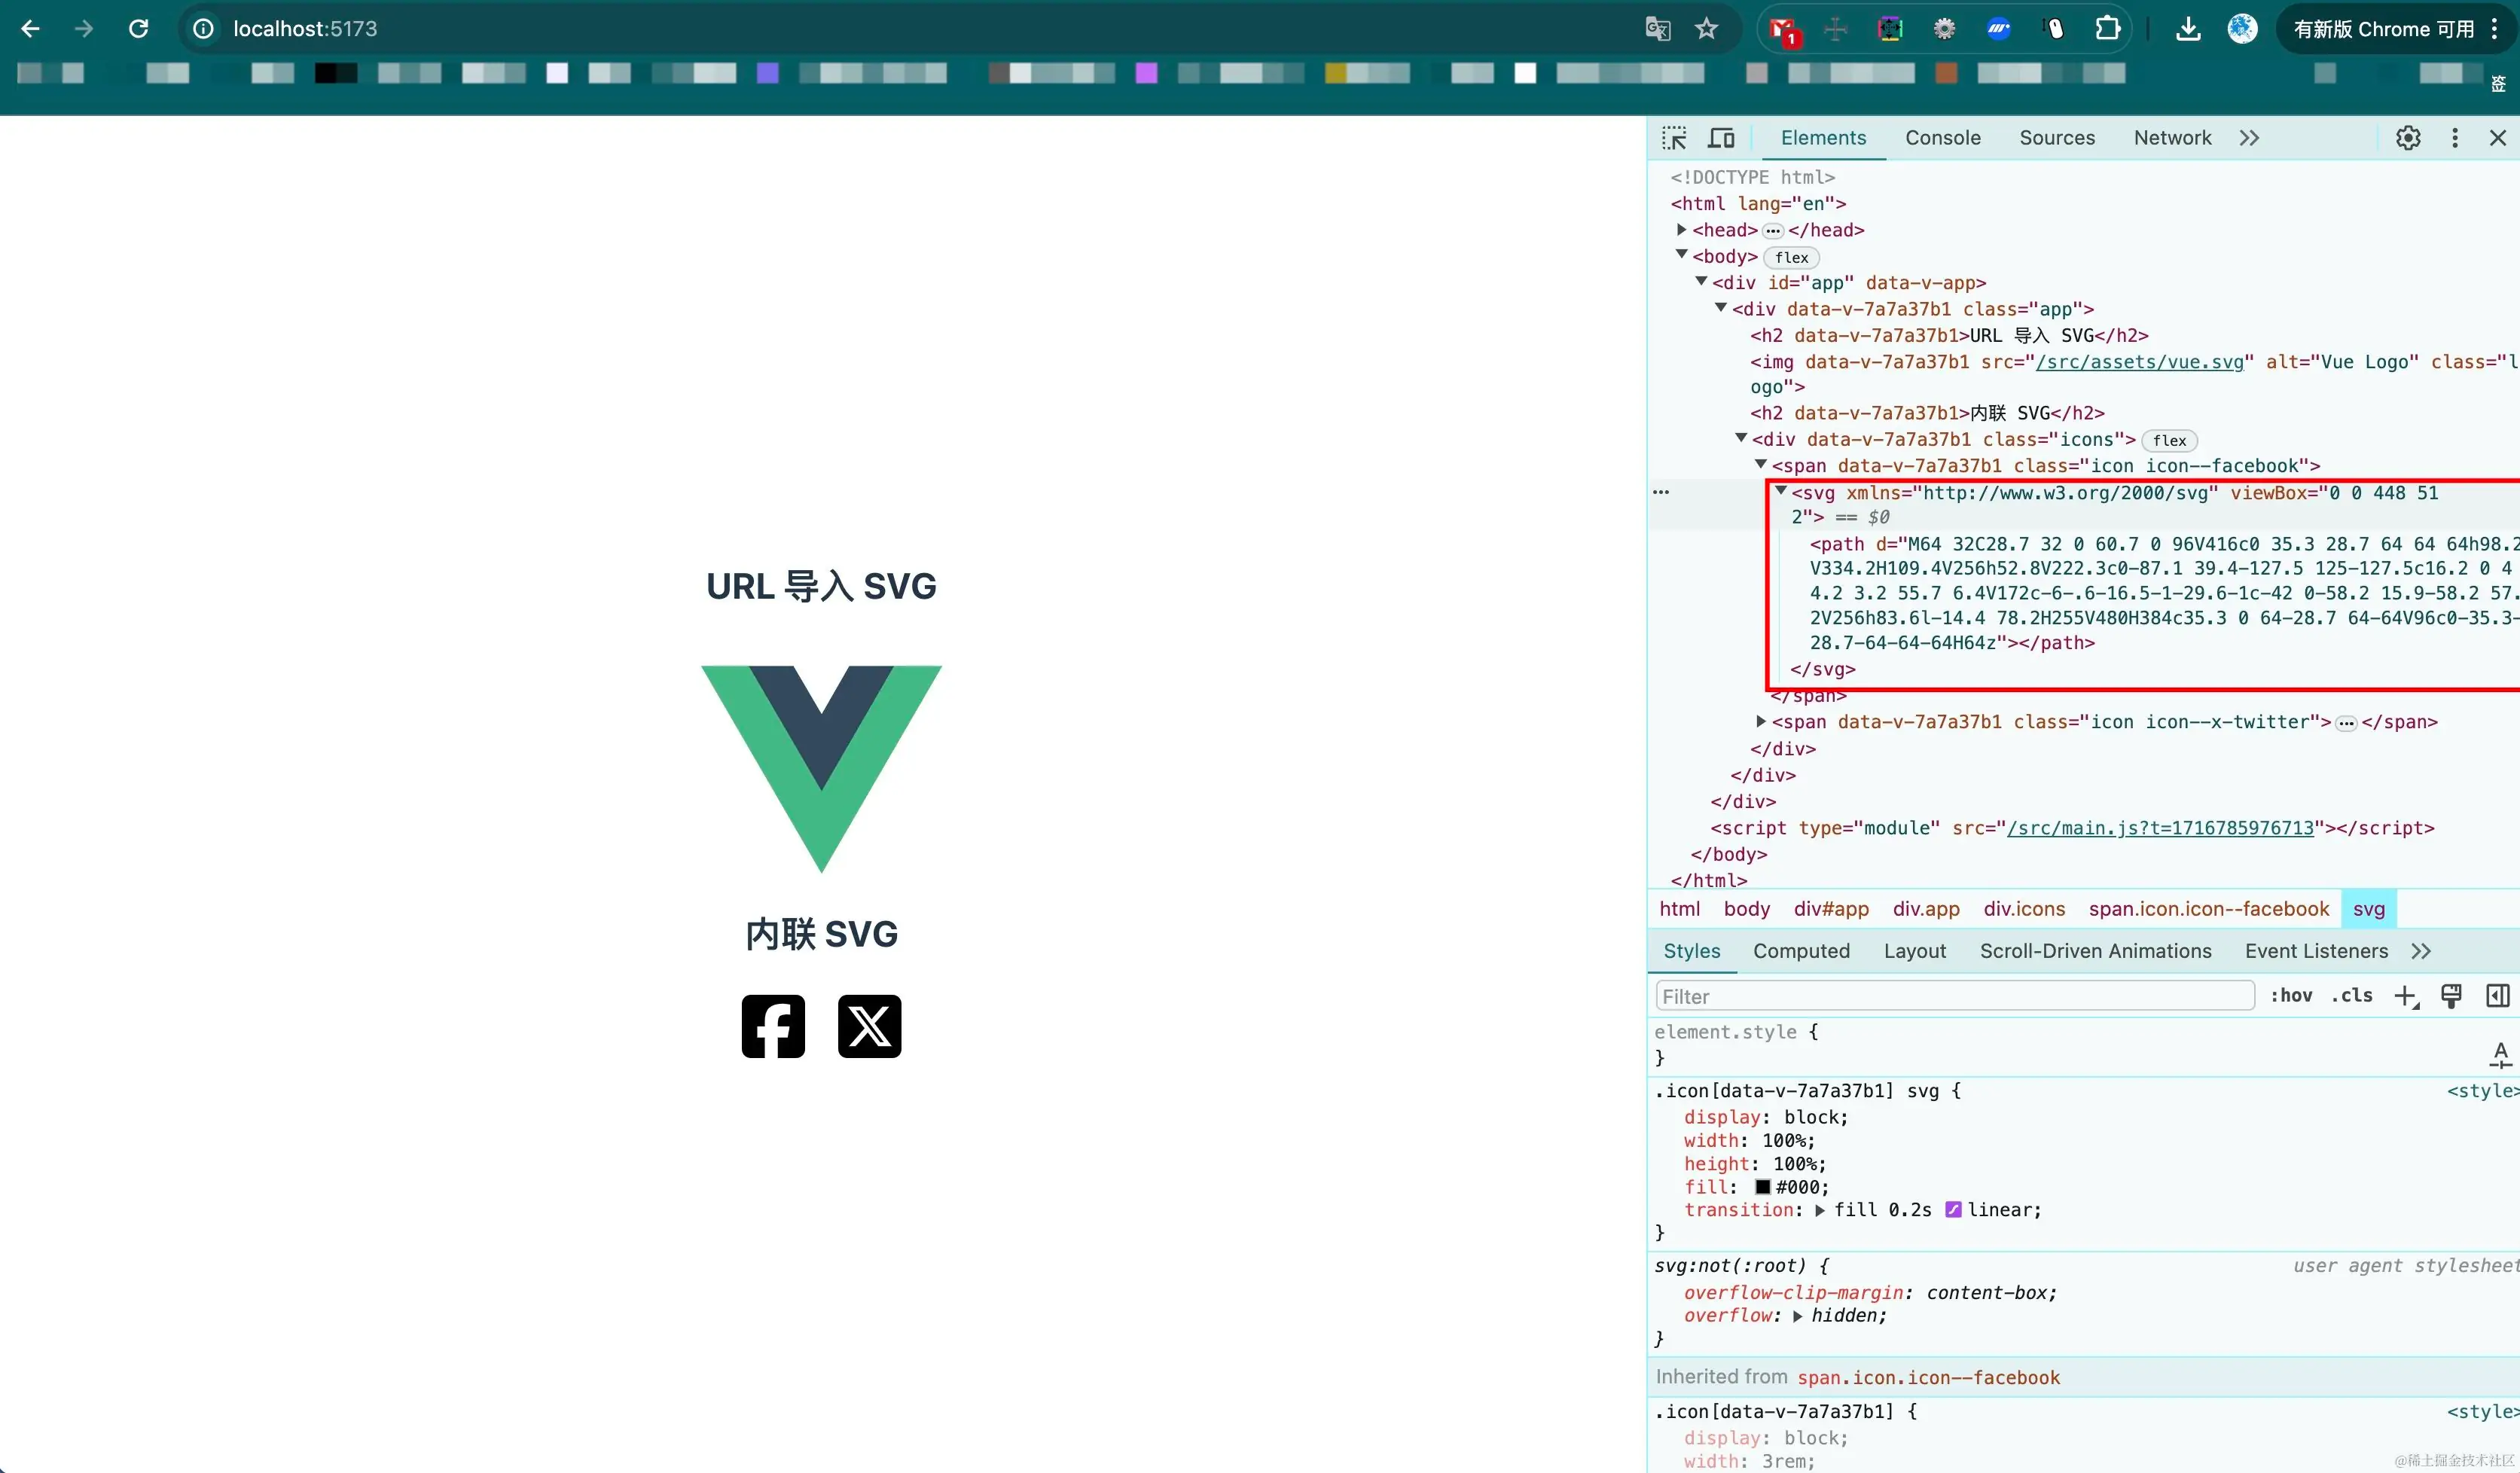 localhost:5173
1
有新版 Chrome 可用
签
Elements Console Sources Network
<!DOCTYPE html>
<html lang="en">
<head> </head>
<body> flex
<div id="app" data-v-app>
<div data-v-7a7a37b1 class="app">
<h2 data-v-7a7a37b1>URL 导入 SVG</h2>
<img data-v-7a7a37b1 src="/src/assets/vue.svg" alt="Vue Logo" class="l
ogo">
<h2 data-v-7a7a37b1>内联 SVG</h2>
<div data-v-7a7a37b1 class="icons"> flex
<span data-v-7a7a37b1 class="icon icon--facebook">
<svg xmlns="http://www.w3.org/2000/svg" viewBox="0 0 448 51
2"> == $0
<path d="M64 32C28.7 32 0 60.7 0 96V416c0 35.3 28.7 64 64 64h98.2
V334.2H109.4V256h52.8V222.3c0-87.1 39.4-127.5 125-127.5c16.2 0 4
4.2 3.2 55.7 6.4V172c-6-.6-16.5-1-29.6-1c-42 0-58.2 15.9-58.2 57.
2V256h83.6l-14.4 78.2H255V480H384c35.3 0 64-28.7 64-64V96c0-35.3-
28.7-64-64-64H64z"></path>
</svg>
</span>
<span data-v-7a7a37b1 class="icon icon--x-twitter"> </span>
</div>
</div>
</div>
<script type="module" src="/src/main.js?t=1716785976713"></script>
</body>
</html>
html body div#app div.app div.icons span.icon.icon--facebook svg
Styles Computed Layout Scroll-Driven Animations Event Listeners
Filter :hov .cls
element.style {
}
.icon[data-v-7a7a37b1] svg { <style>
display: block;
width: 100%;
height: 100%;
fill: #000;
transition: fill 0.2s linear;
}
svg:not(:root) { user agent stylesheet
overflow-clip-margin: content-box;
overflow: hidden;
}
Inherited from span.icon.icon--facebook
.icon[data-v-7a7a37b1] { <style>
display: block;
width: 3rem;
URL 导入 SVG
内联 SVG
@稀土掘金技术社区